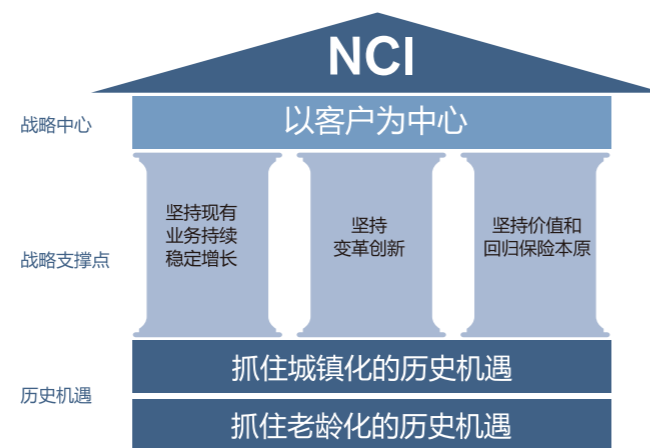 NCI
战略中心
以客户为中心
战略支撑点
坚持现有
业务持续
稳定增长
坚持
变革创新
坚持价值和
回归保险本原
历史机遇
抓住城镇化的历史机遇
抓住老龄化的历史机遇